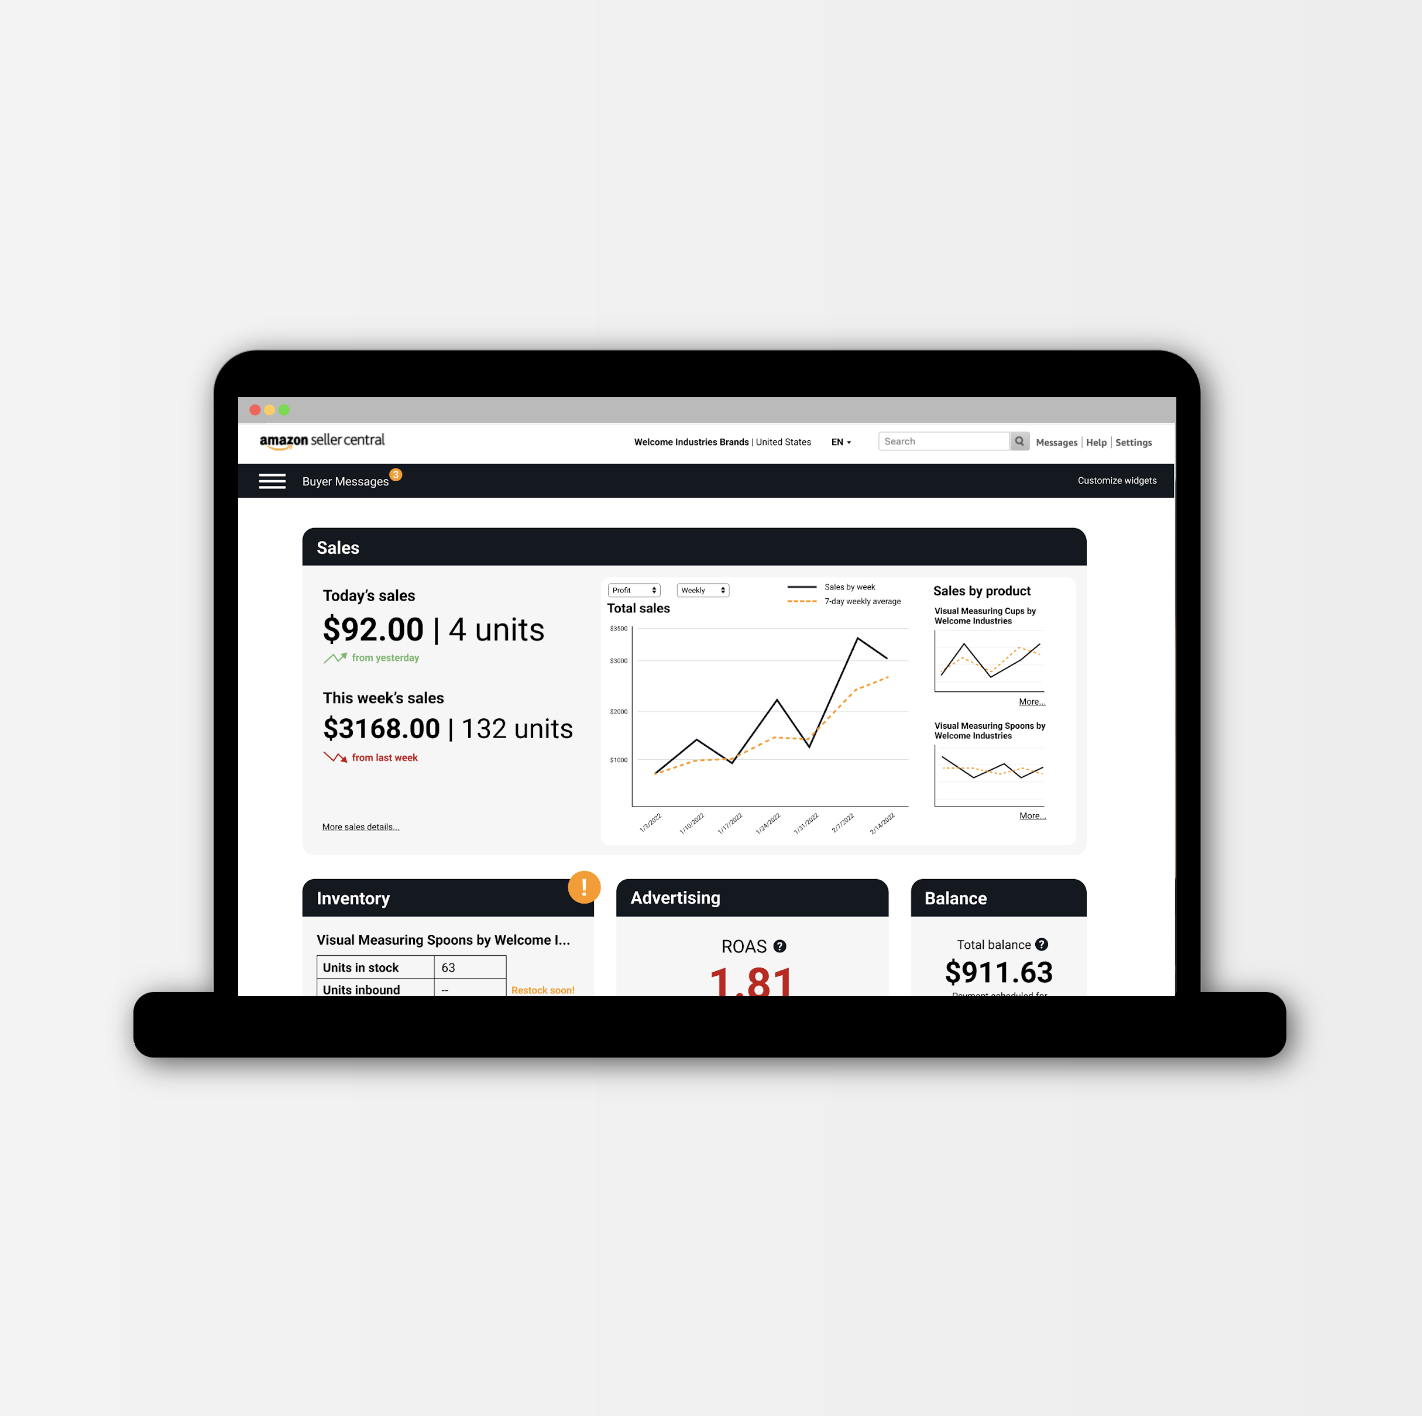 amazon seller central
Welcome Industries Brands | United States
EN
Search
Messages | Help | Settings
Buyer Messages
3
Customize widgets
Sales
Today's sales
$92.00 | 4 units
from yesterday
This week's sales
$3168.00 | 132 units
from last week
More sales details...
Profit
Weekly
Sales by week
7-day weekly average
Total sales
$3500
$3000
$2000
$1000
1/3/2022
1/10/2022
1/17/2022
1/24/2022
1/31/2022
2/7/2022
2/14/2022
Sales by product
Visual Measuring Cups by
Welcome Industries
More...
Visual Measuring Spoons by
Welcome Industries
More...
Inventory
!
Visual Measuring Spoons by Welcome I...
Units in stock 63
Units inbound --
Restock soon!
Advertising
ROAS ?
1.81
Balance
Total balance ?
$911.63
Payment scheduled for